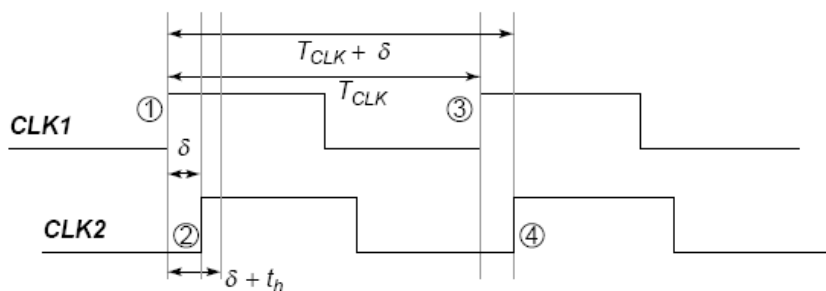 T_CLK + δ
T_CLK
① ③
CLK1
δ
CLK2 ② ④
δ + t_h